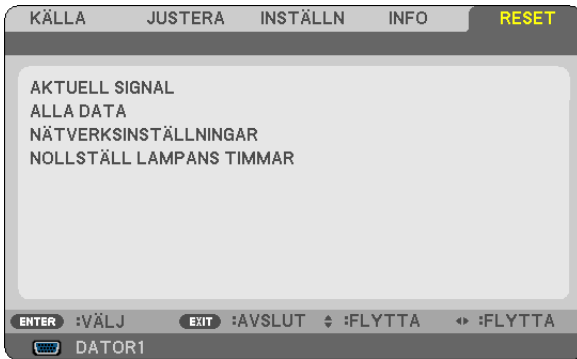 KÄLLA JUSTERA INSTÄLLN INFO RESET
AKTUELL SIGNAL
ALLA DATA
NÄTVERKSINSTÄLLNINGAR
NOLLSTÄLL LAMPANS TIMMAR
ENTER :VÄLJ EXIT :AVSLUT :FLYTTA :FLYTTA
DATOR1